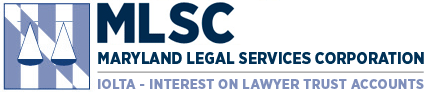 MLSC
MARYLAND LEGAL SERVICES CORPORATION
IOLTA - INTEREST ON LAWYER TRUST ACCOUNTS